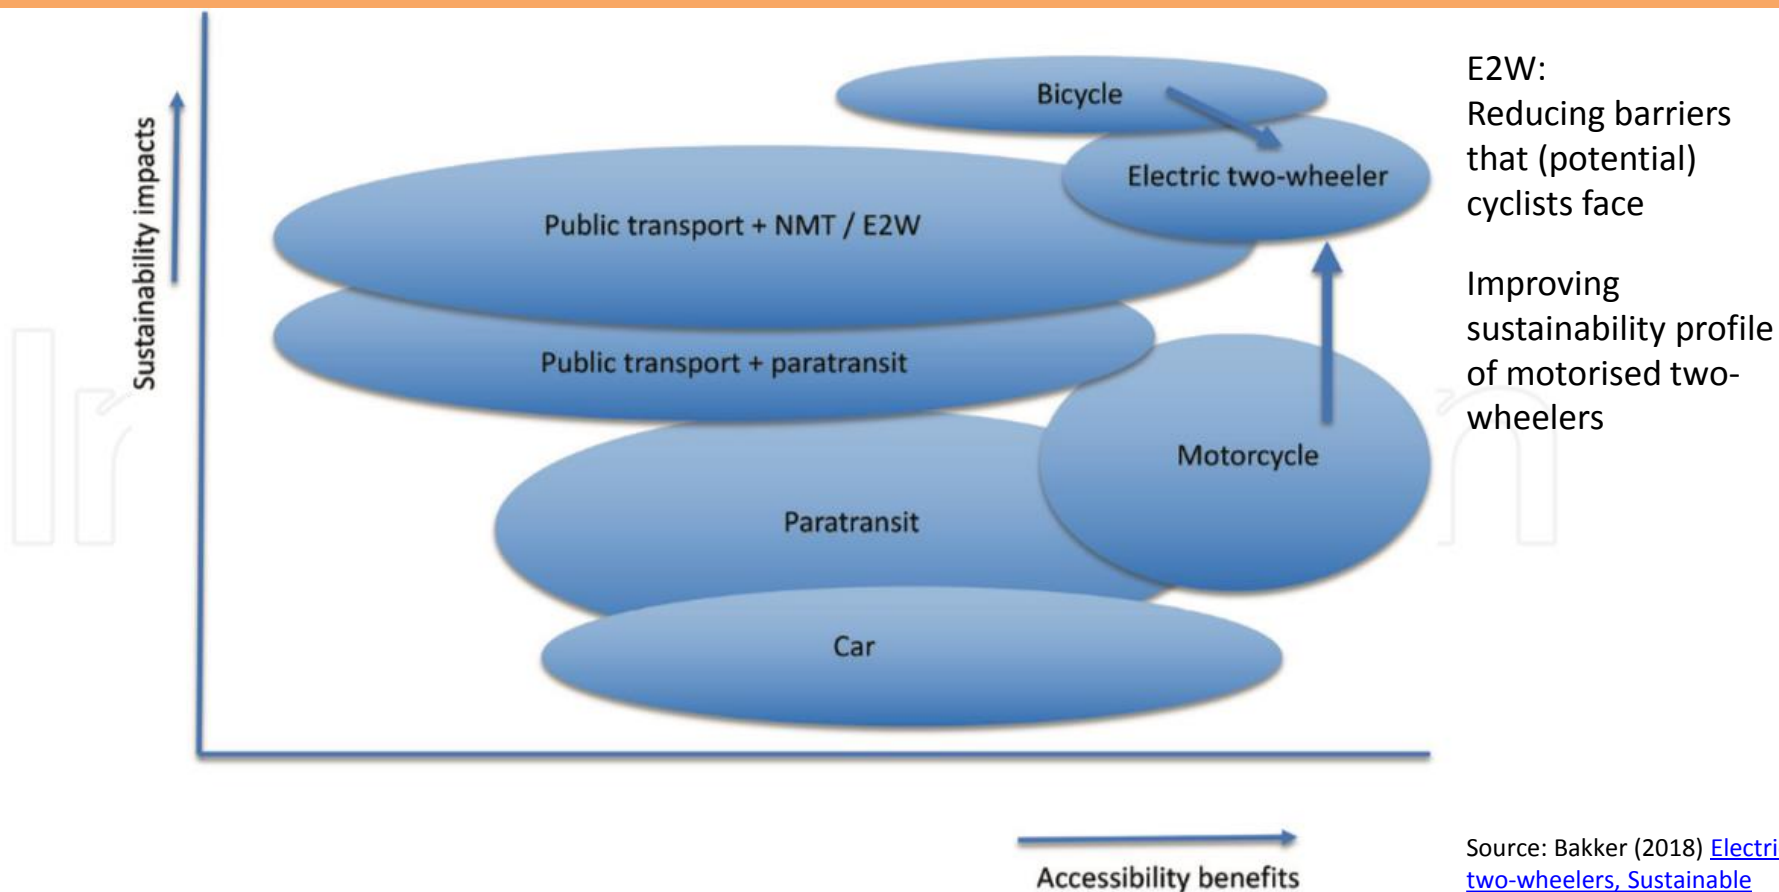 Sustainability impacts
Bicycle
Electric two-wheeler
Public transport + NMT / E2W
Public transport + paratransit
Motorcycle
Paratransit
Car
Accessibility benefits
E2W:
Reducing barriers
that (potential)
cyclists face
Improving
sustainability profile
of motorised two-
wheelers
Source: Bakker (2018) Electri
two-wheelers, Sustainable